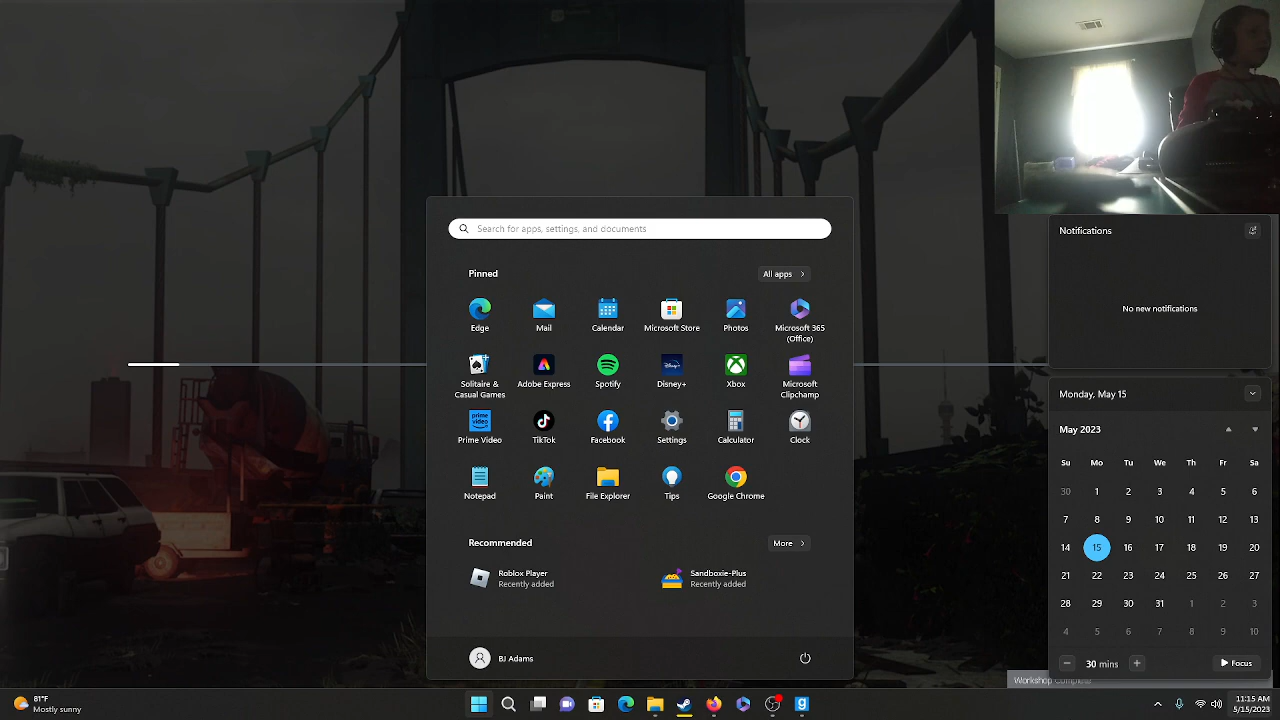 Search for apps, settings, and documents
Pinned
All apps
Edge
Mail
Calendar
Microsoft Store
Photos
Microsoft 365
(Office)
Solitaire &
Casual Games
Adobe Express
Spotify
Disney+
Xbox
Microsoft
Clipchamp
prime
video
Prime Video
TikTok
Facebook
Settings
Calculator
Clock
Notepad
Paint
File Explorer
Tips
Google Chrome
Recommended
More
Roblox Player
Recently added
Sandboxie-Plus
Recently added
BJ Adams
Notifications
No new notifications
Monday, May 15
May 2023
Su Mo Tu We Th Fr Sa
30 1 2 3 4 5 6
7 8 9 10 11 12 13
14 15 16 17 18 19 20
21 22 23 24 25 26 27
28 29 30 31 1 2 3
4 5 6 7 8 9 10
30 mins
Focus
Workshop Complete
81°F
Mostly sunny
11:15 AM
5/15/2023